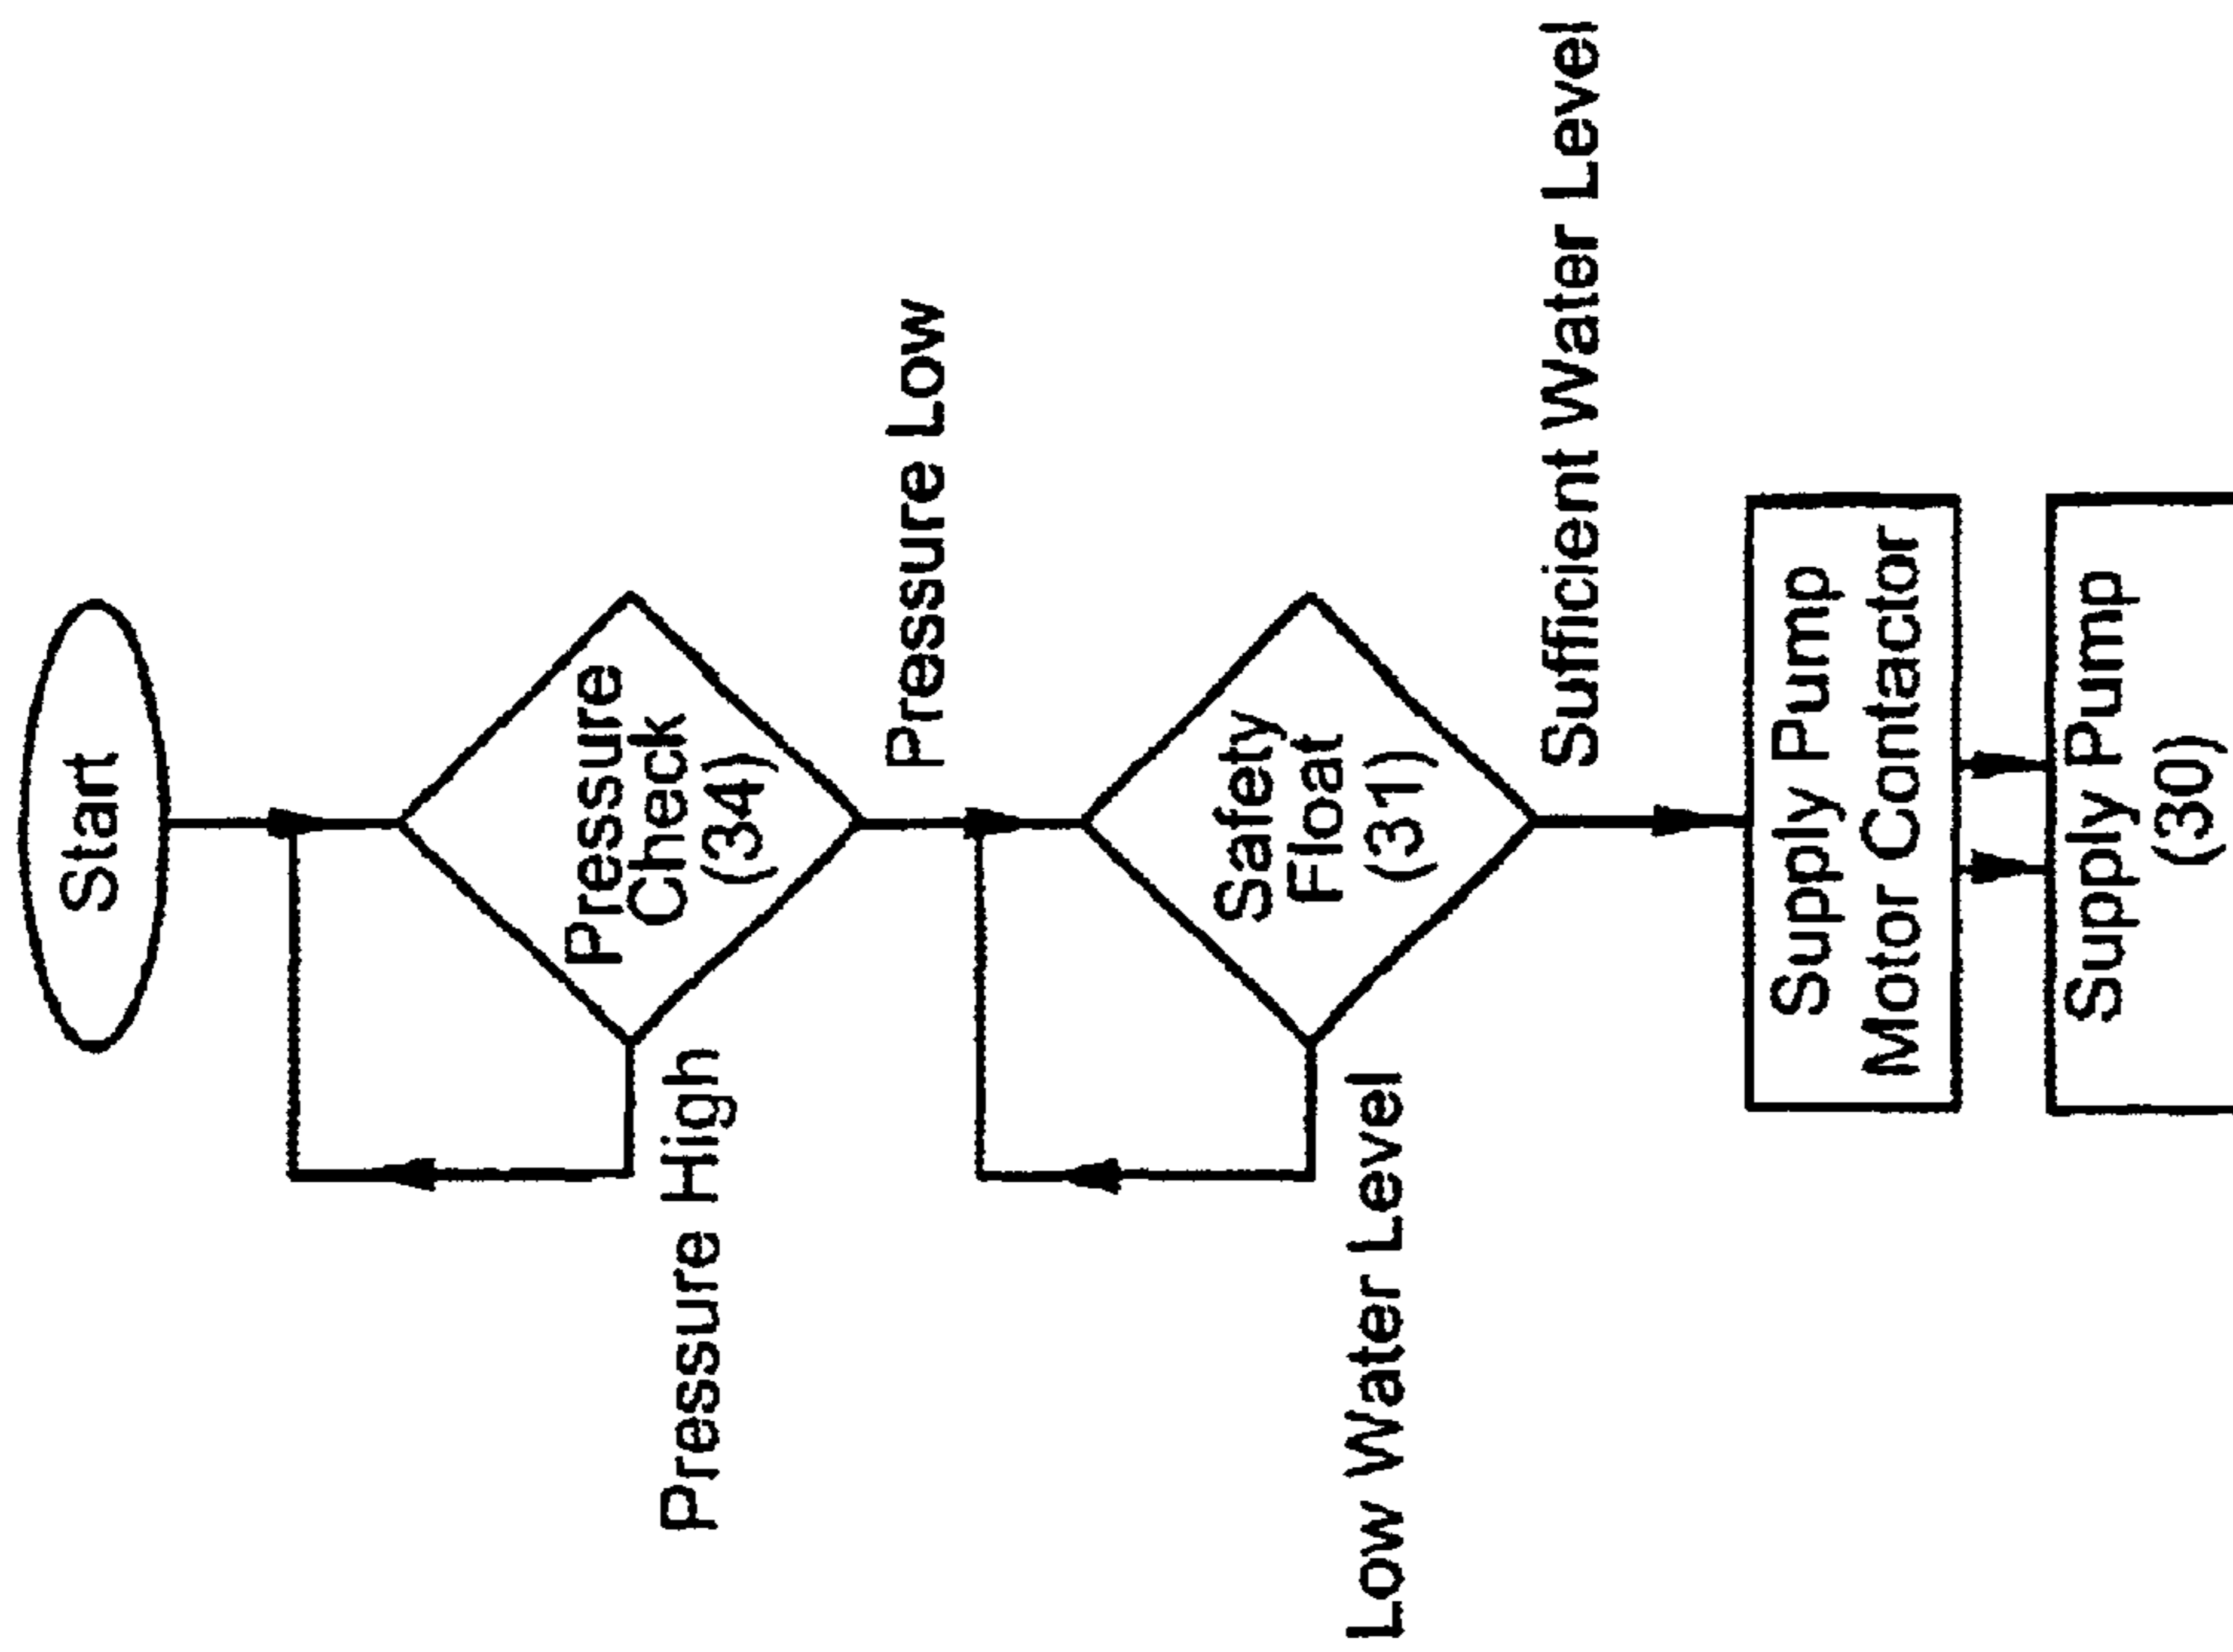 Start
Pressure
Check
(34)
Pressure High
Pressure Low
Safety
Float
(31)
Low Water Level
Sufficient Water Level
Supply Pump
Motor Contactor
Supply Pump
(30)